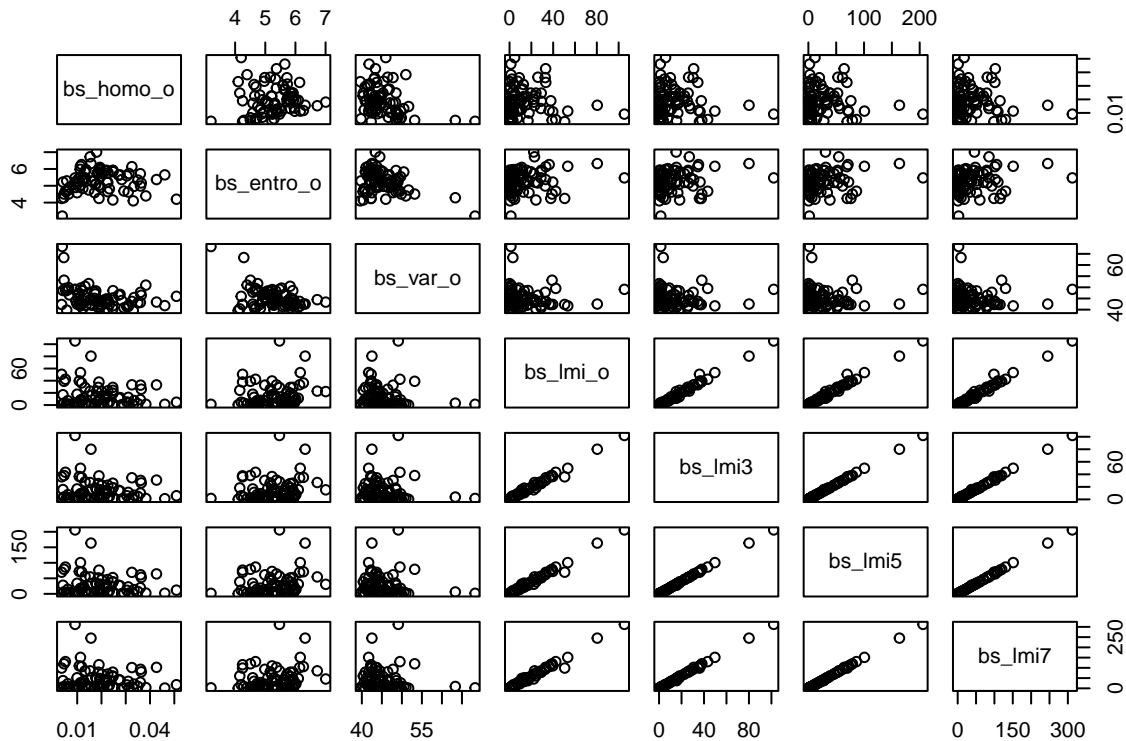 4 5 6 7 0 40 80 0 100 200
bs_homo_o 0.01
4 6 bs_entro_o
bs_var_o 40 60
0 60 bs_lmi_o
bs_lmi3 0 60
0 150 bs_lmi5
bs_lmi7 0 250
0.01 0.04 40 55 0 40 80 0 150 300